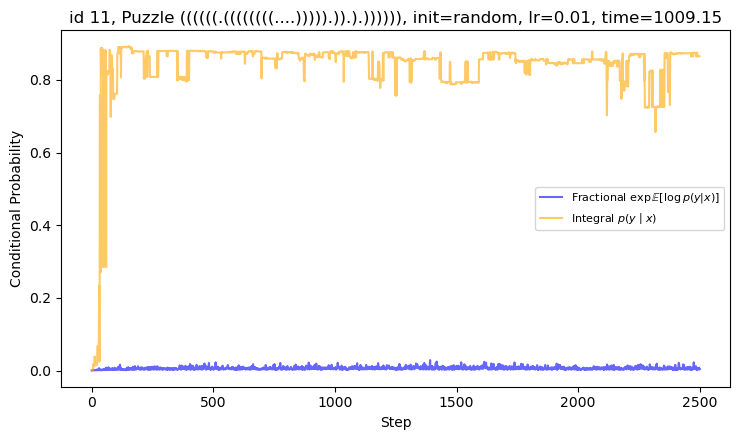 id 11, Puzzle ((((((.((((((((....))))).)).).)))))), init=random, lr=0.01, time=1009.15
Conditional Probability
0.8
0.6
0.4
0.2
0.0
Fractional exp𝔼[log p(y|x)]
Integral p(y | x)
0 500 1000 1500 2000 2500
Step